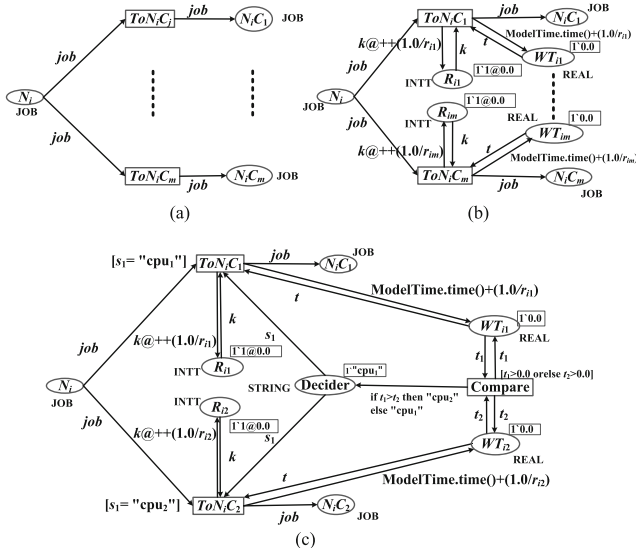 ToNiCi
job
NiC1
JOB
job
Ni
JOB
job
ToNiCm
job
NiCm
JOB
(a)
ToNiC1
job
NiC1
JOB
job
k@++(1.0/ri1)
k
t
ModelTime.time()+(1.0/ri1)
1`0.0
WTi1
REAL
INTT
Ri1
1`1@0.0
Ni
JOB
INTT
Rim
1`1@0.0
REAL
1`0.0
WTim
job
k@++(1.0/rim)
k
t
ModelTime.time()+(1.0/rim)
ToNiCm
job
NiCm
JOB
(b)
[s1= "cpu1"]
ToNiC1
job
JOB
NiC1
ModelTime.time()+(1.0/ri1)
t
job
k@++(1.0/ri1)
k
s1
1`0.0
WTi1
REAL
INTT
Ri1
1`1@0.0
t1
t1
Ni
JOB
STRING
Decider
1`"cpu1"
[t1>0.0 orelse t2>0.0]
Compare
if t1>t2 then "cpu2"
else "cpu1"
INTT
Ri2
1`1@0.0
s1
t2
t2
1`0.0
WTi2
REAL
job
k@++(1.0/ri2)
k
t
ModelTime.time()+(1.0/ri2)
[s1= "cpu2"]
ToNiC2
job
NiC2
JOB
(c)